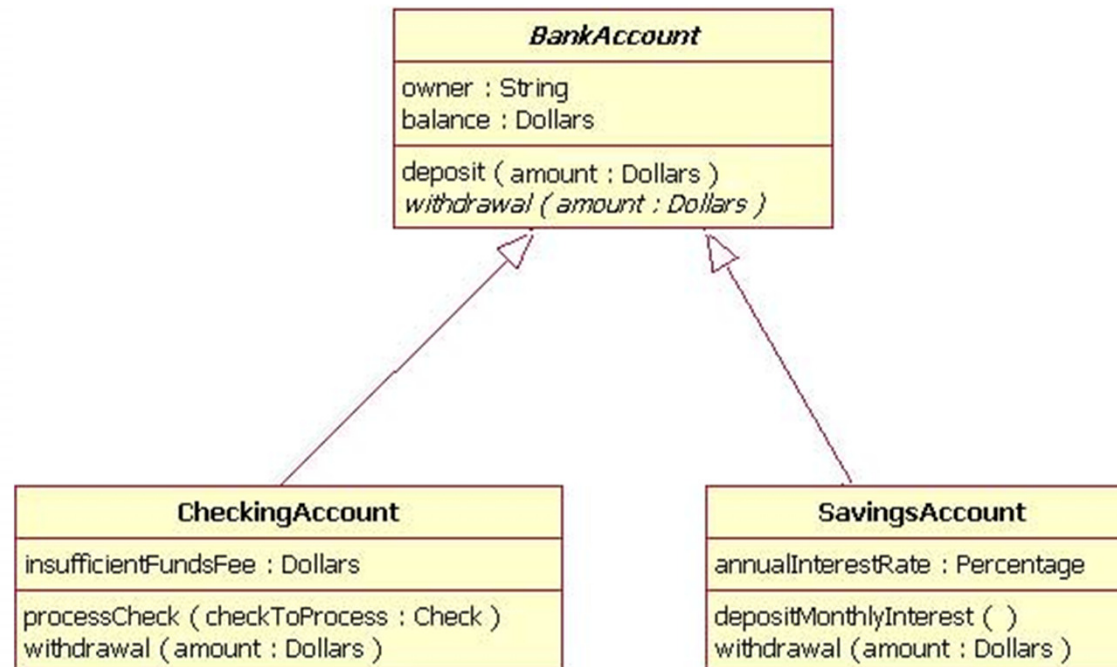 BankAccount
owner : String
balance : Dollars
deposit ( amount : Dollars )
withdrawal ( amount : Dollars )
CheckingAccount
insufficientFundsFee : Dollars
processCheck ( checkToProcess : Check )
withdrawal ( amount : Dollars )
SavingsAccount
annualInterestRate : Percentage
depositMonthlyInterest ( )
withdrawal ( amount : Dollars )